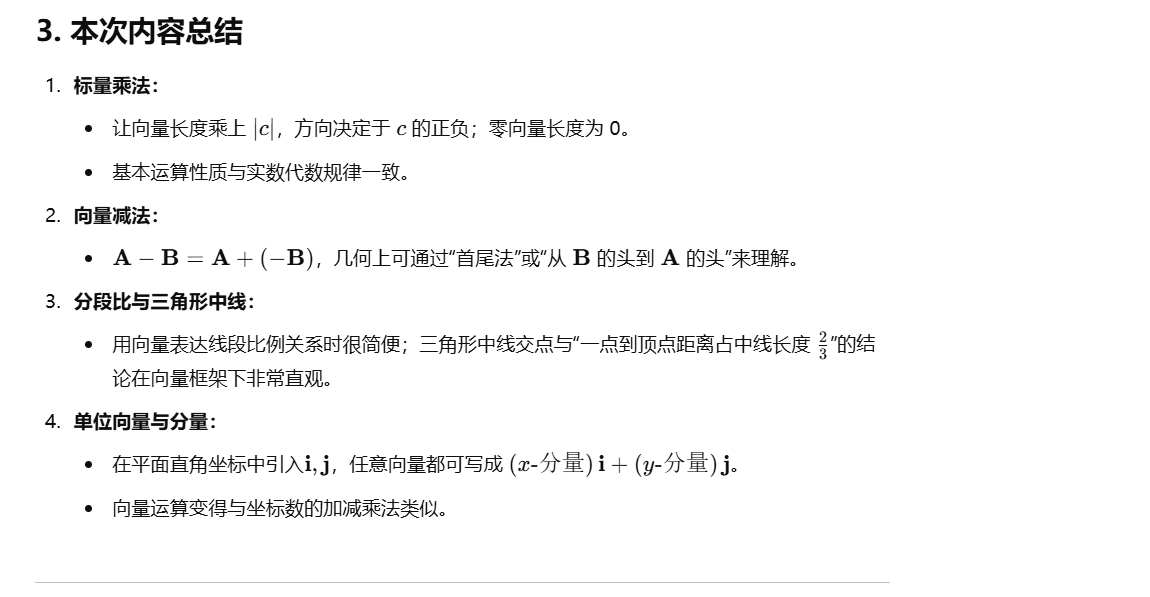 3. 本次内容总结
1. 标量乘法：
• 让向量长度乘上 |c|，方向决定于 c 的正负；零向量长度为 0。
• 基本运算性质与实数代数规律一致。
2. 向量减法：
• A − B = A + (−B)，几何上可通过“首尾法”或“从 B 的头到 A 的头”来理解。
3. 分段比与三角形中线：
• 用向量表达线段比例关系时很简便；三角形中线交点与“一点到顶点距离占中线长度 2/3”的结
论在向量框架下非常直观。
4. 单位向量与分量：
• 在平面直角坐标中引入i, j，任意向量都可写成 (x-分量) i + (y-分量) j。
• 向量运算变得与坐标数的加减乘法类似。